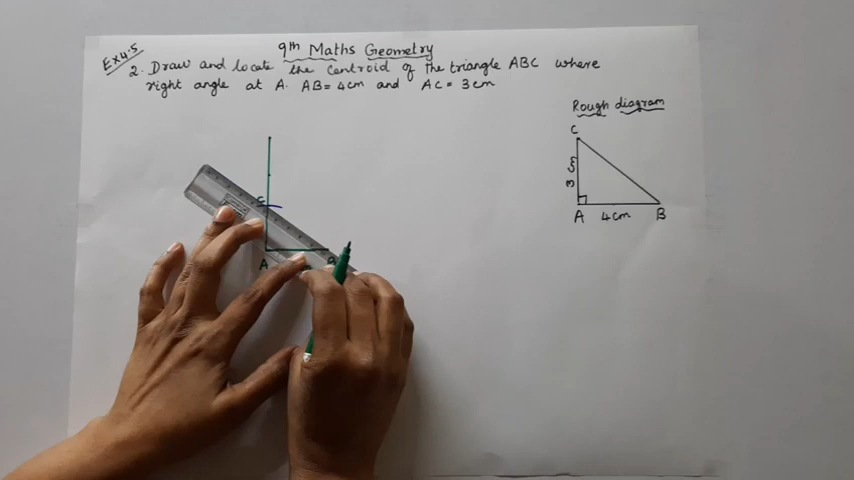 Ex 4.5
9th Maths Geometry
2. Draw and locate the centroid of the triangle ABC where
right angle at A. AB = 4cm and AC = 3cm
Rough diagram
C
3 cm
A 4cm B
C
A B